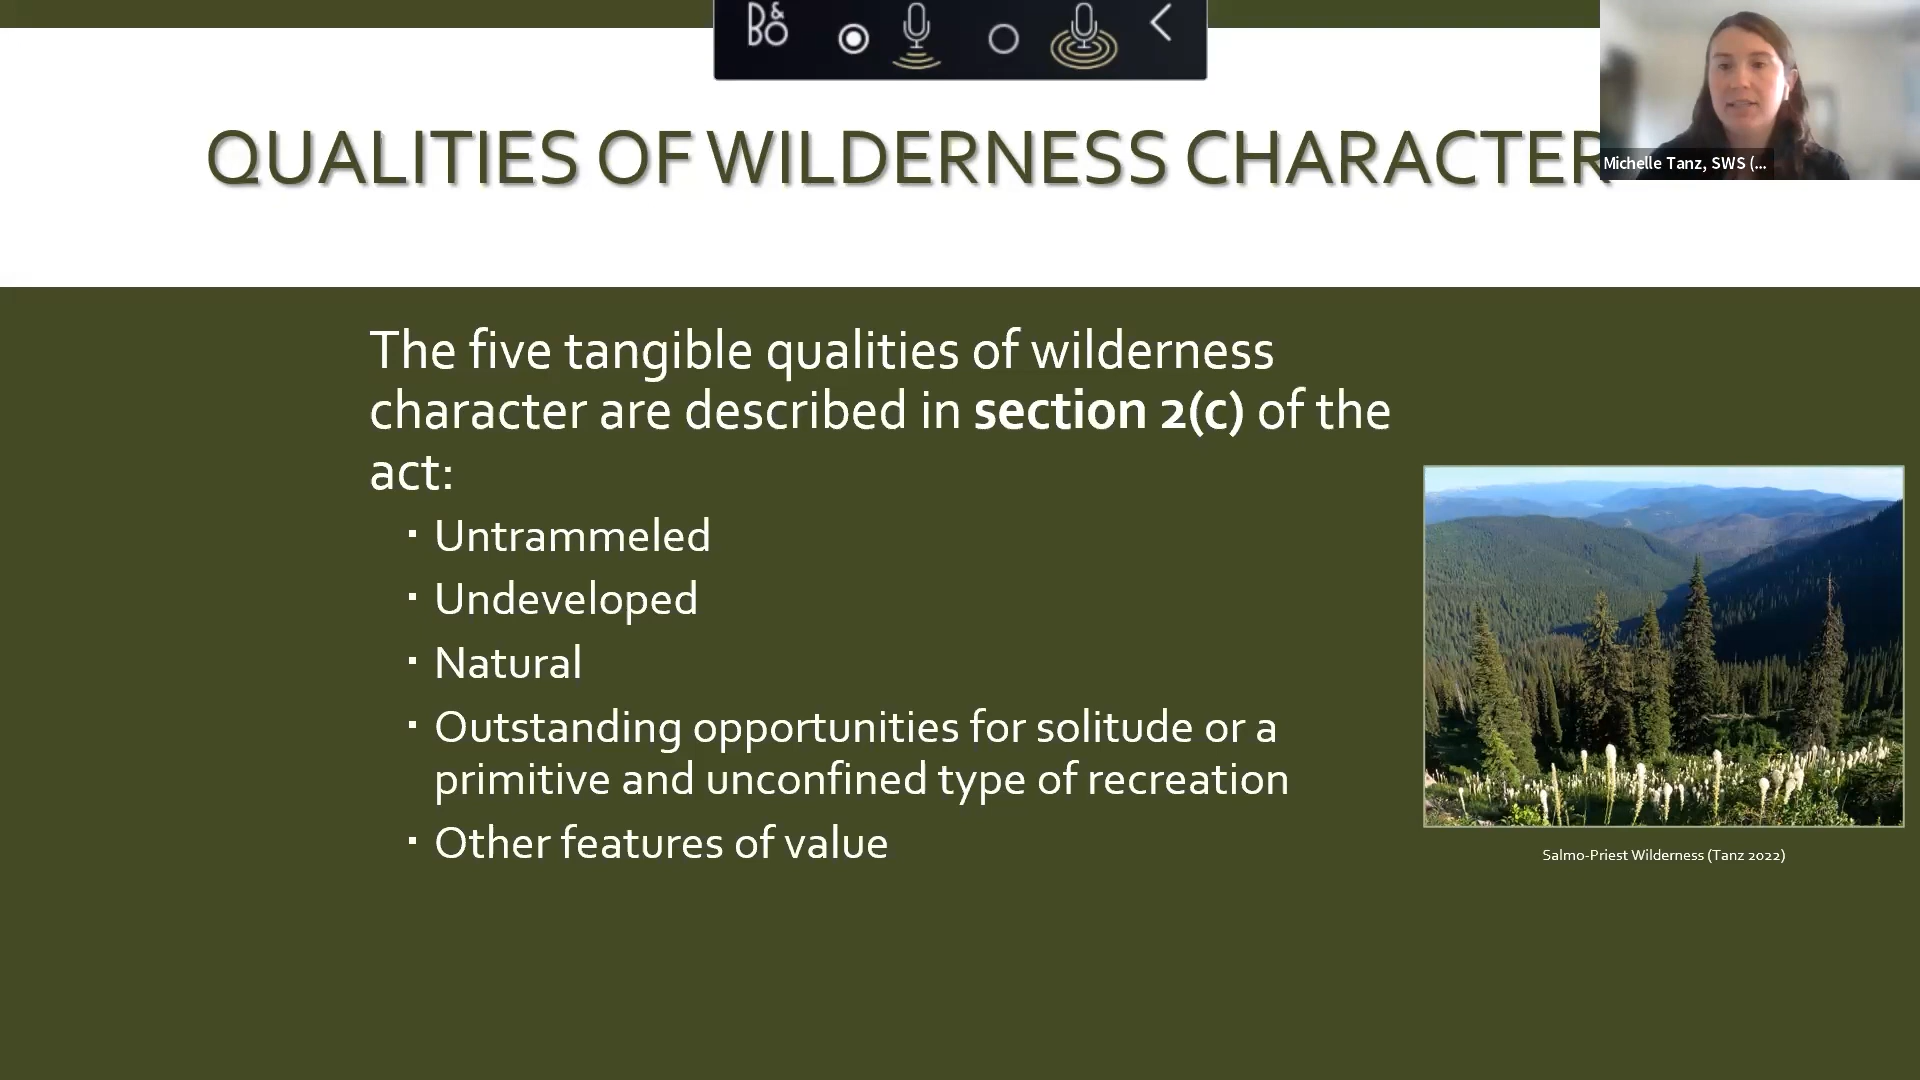 B&O
QUALITIES OF WILDERNESS CHARACTER
Michelle Tanz, SWS (...
The five tangible qualities of wilderness
character are described in section 2(c) of the
act:
▪ Untrammeled
▪ Undeveloped
▪ Natural
▪ Outstanding opportunities for solitude or a
primitive and unconfined type of recreation
▪ Other features of value
Salmo-Priest Wilderness (Tanz 2022)